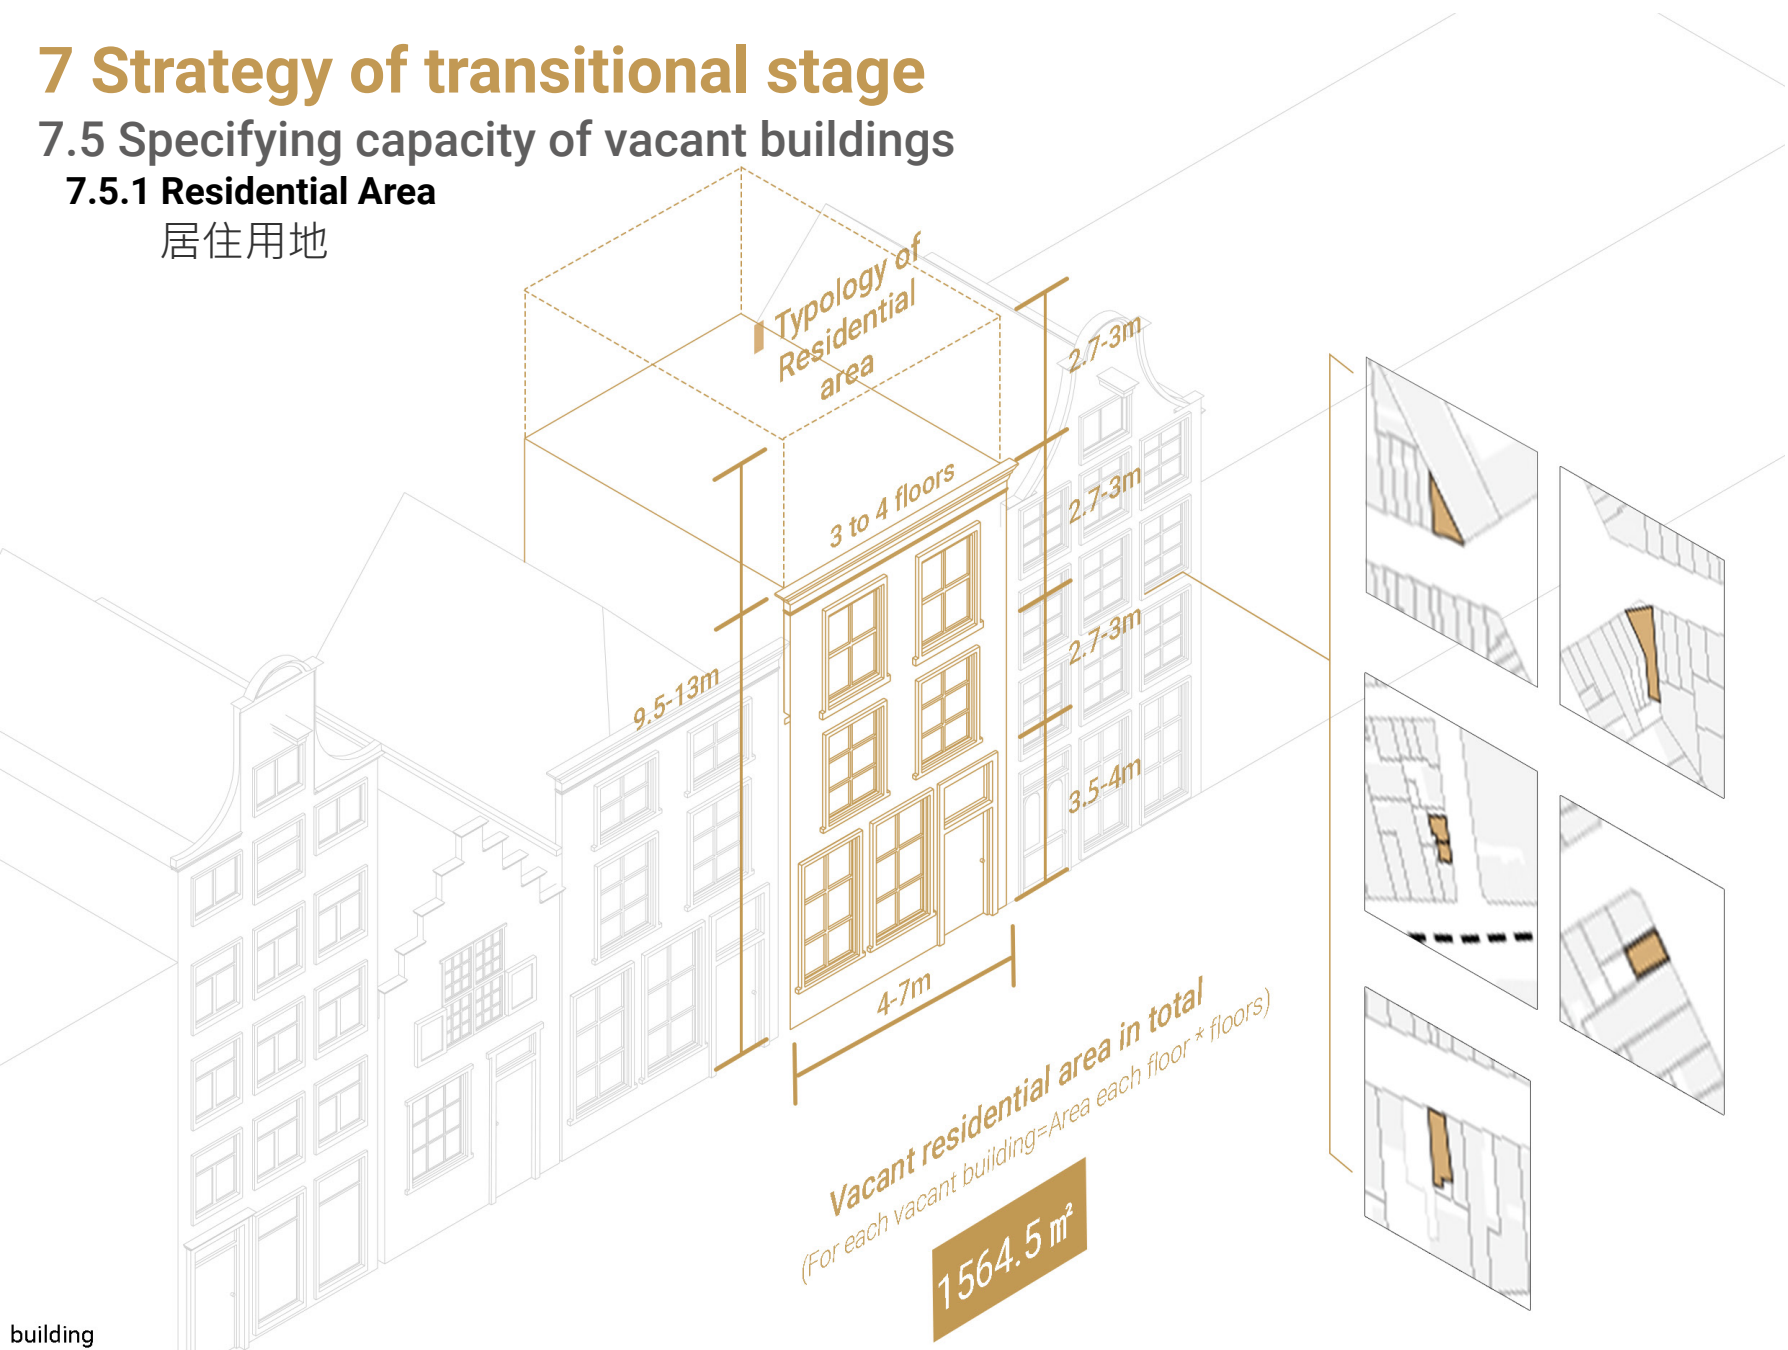 7 Strategy of transitional stage
7.5 Specifying capacity of vacant buildings
7.5.1 Residential Area
居住用地
Typology of
Residential
area
2.7-3m
3 to 4 floors
2.7-3m
2.7-3m
9.5-13m
3.5-4m
4-7m
Vacant residential area in total
(For each vacant building=Area each floor * floors)
1564.5 m²
building